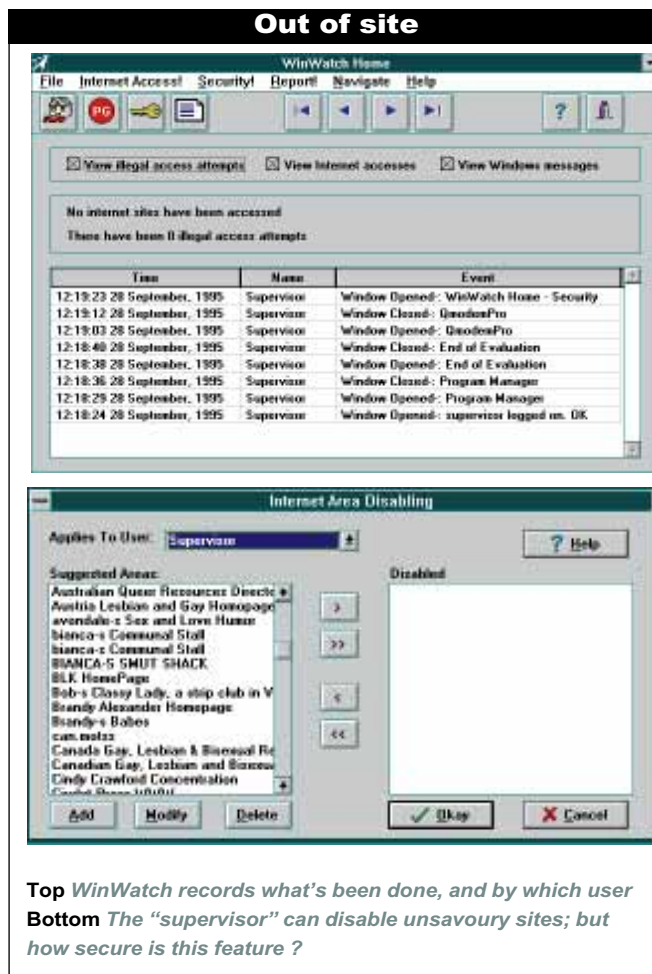 Out of site
WinWatch Home
File Internet Access! Security! Report! Navigate Help
PG
?
View illegal access attempts View Internet accesses View Windows messages
No internet sites have been accessed
There have been 0 illegal access attempts
Time Name Event
12:19:23 28 September, 1995 Supervisor Window Opened-: WinWatch Home - Security
12:19:12 28 September, 1995 Supervisor Window Closed-: QmodemPro
12:19:03 28 September, 1995 Supervisor Window Opened-: QmodemPro
12:18:40 28 September, 1995 Supervisor Window Closed-: End of Evaluation
12:18:38 28 September, 1995 Supervisor Window Opened-: End of Evaluation
12:18:36 28 September, 1995 Supervisor Window Closed-: Program Manager
12:18:29 28 September, 1995 Supervisor Window Opened-: Program Manager
12:18:24 28 September, 1995 Supervisor Window Opened-: supervisor logged on. OK
Internet Area Disabling
Applies To User: Supervisor
? Help
Suggested Areas: Disabled
Australian Queer Resources Directo
Austria Lesbian and Gay Homopage
avondale-s Sex and Love Humor
bianca-s Communal Stall
bianca-s Communal Stall
BIANCA-S SMUT SHACK
BLK HomePage
Bob-s Classy Lady, a strip club in V
Brandy Alexander Homepage
Brandy-s Babes
can.motss
Canada Gay, Lesbian & Bisexual Re
Canadian Gay, Lesbian and Bisexua
Cindy Crawford Concentration
>
>>
<
<<
Add Modify Delete Okay Cancel
Top WinWatch records what's been done, and by which user
Bottom The “supervisor” can disable unsavoury sites; but
how secure is this feature ?